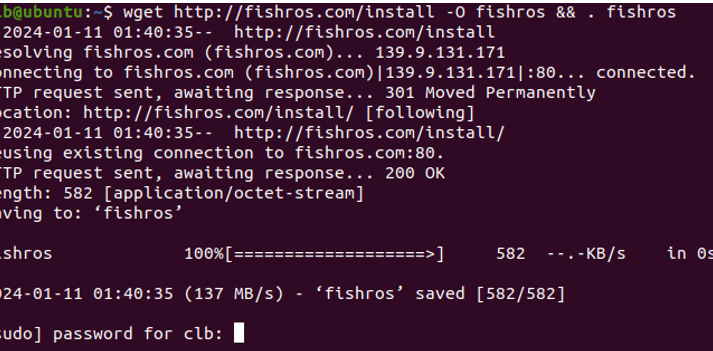 lb@ubuntu:~$ wget http://fishros.com/install -O fishros && . fishros
2024-01-11 01:40:35-- http://fishros.com/install
esolving fishros.com (fishros.com)... 139.9.131.171
onnecting to fishros.com (fishros.com)|139.9.131.171|:80... connected.
TTP request sent, awaiting response... 301 Moved Permanently
ocation: http://fishros.com/install/ [following]
2024-01-11 01:40:35-- http://fishros.com/install/
eusing existing connection to fishros.com:80.
TTP request sent, awaiting response... 200 OK
ength: 582 [application/octet-stream]
aving to: ‘fishros’
ishros 100%[===================>] 582 --.-KB/s in 0s
024-01-11 01:40:35 (137 MB/s) - ‘fishros’ saved [582/582]
sudo] password for clb: